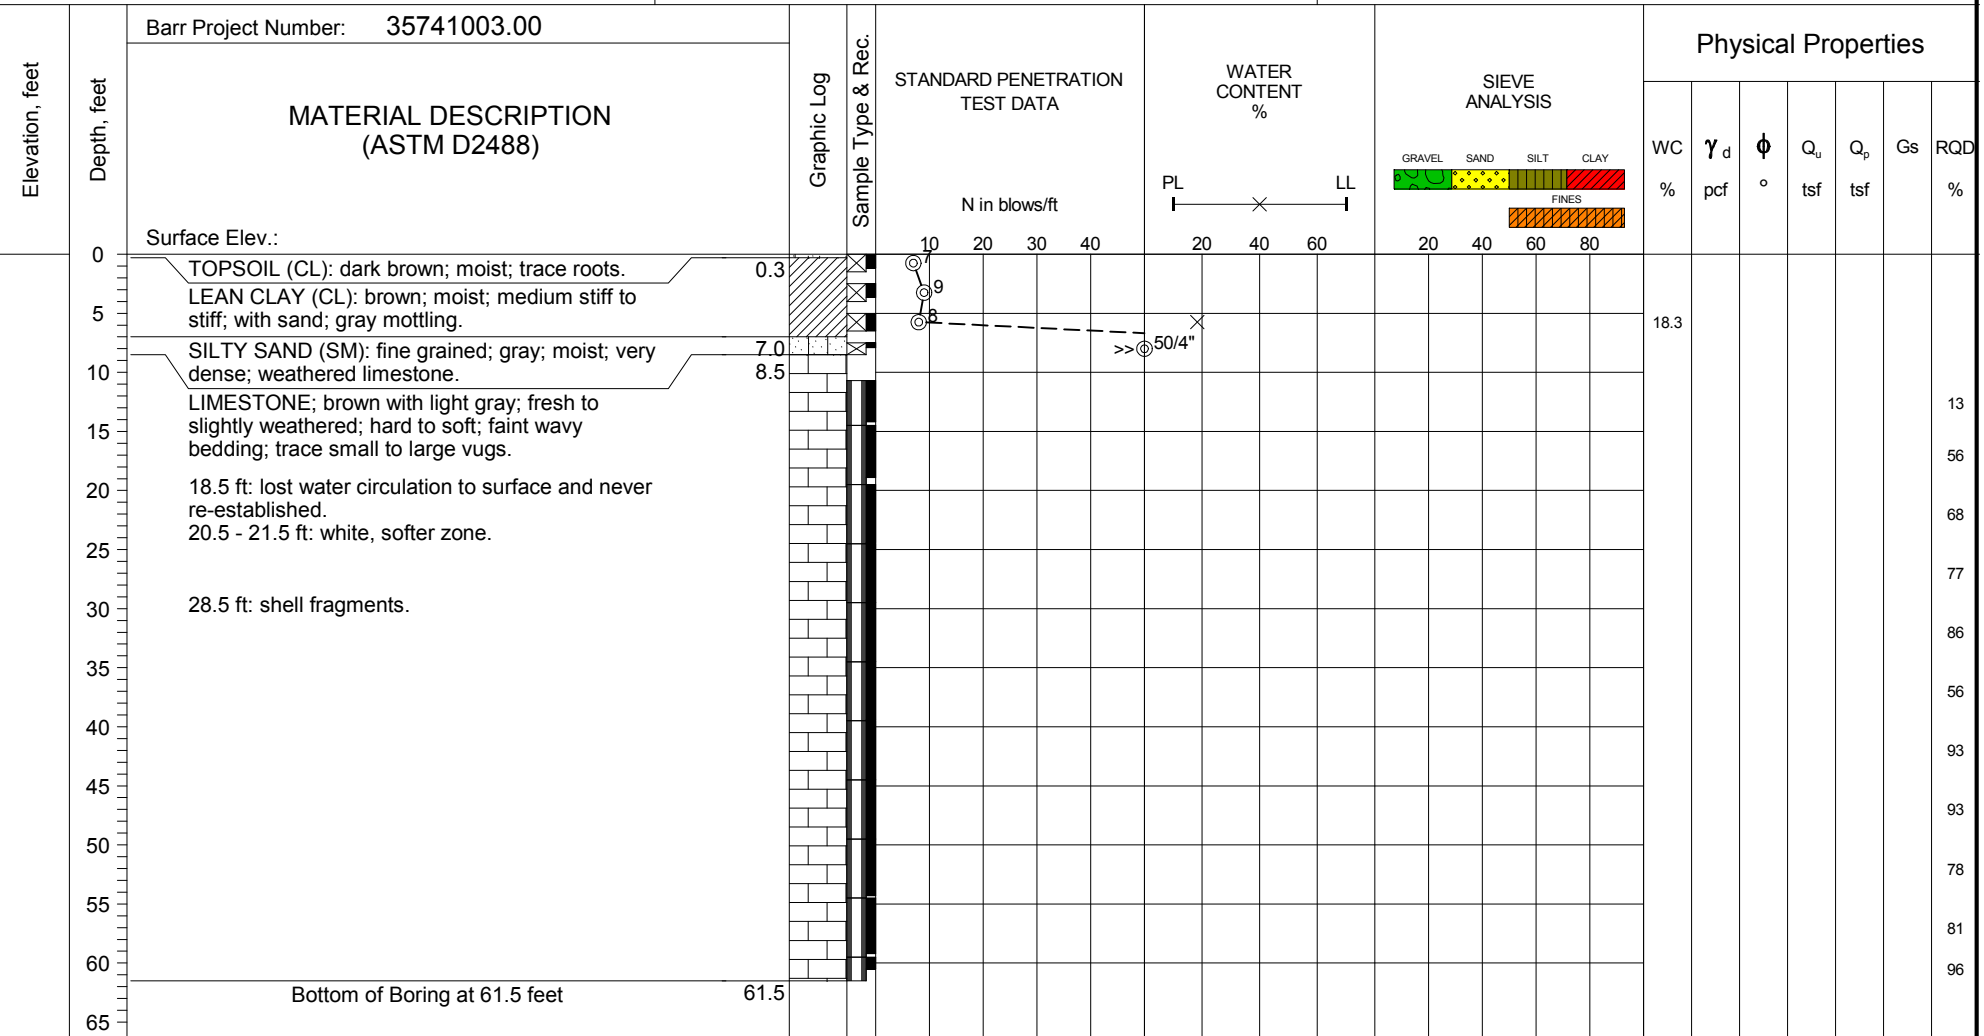 Barr Project Number: 35741003.00
Elevation, feet
Depth, feet
MATERIAL DESCRIPTION
(ASTM D2488)
Surface Elev.:
Graphic Log
Sample Type & Rec.
STANDARD PENETRATION
TEST DATA
N in blows/ft
10 20 30 40
WATER
CONTENT
%
PL LL
20 40 60
SIEVE
ANALYSIS
GRAVEL SAND SILT CLAY
FINES
20 40 60 80
Physical Properties
WC γd ϕ Qu Qp Gs RQD
% pcf ° tsf tsf %
0
TOPSOIL (CL): dark brown; moist; trace roots. 0.3
7
LEAN CLAY (CL): brown; moist; medium stiff to
stiff; with sand; gray mottling.
9
5
8
18.3
SILTY SAND (SM): fine grained; gray; moist; very 7.0
dense; weathered limestone. 8.5
>> 50/4"
10
LIMESTONE; brown with light gray; fresh to
slightly weathered; hard to soft; faint wavy
bedding; trace small to large vugs.
13
15
56
18.5 ft: lost water circulation to surface and never
re-established.
20
20.5 - 21.5 ft: white, softer zone.
68
25
77
28.5 ft: shell fragments.
30
86
35
56
40
93
45
93
50
78
55
81
60
96
Bottom of Boring at 61.5 feet 61.5
65